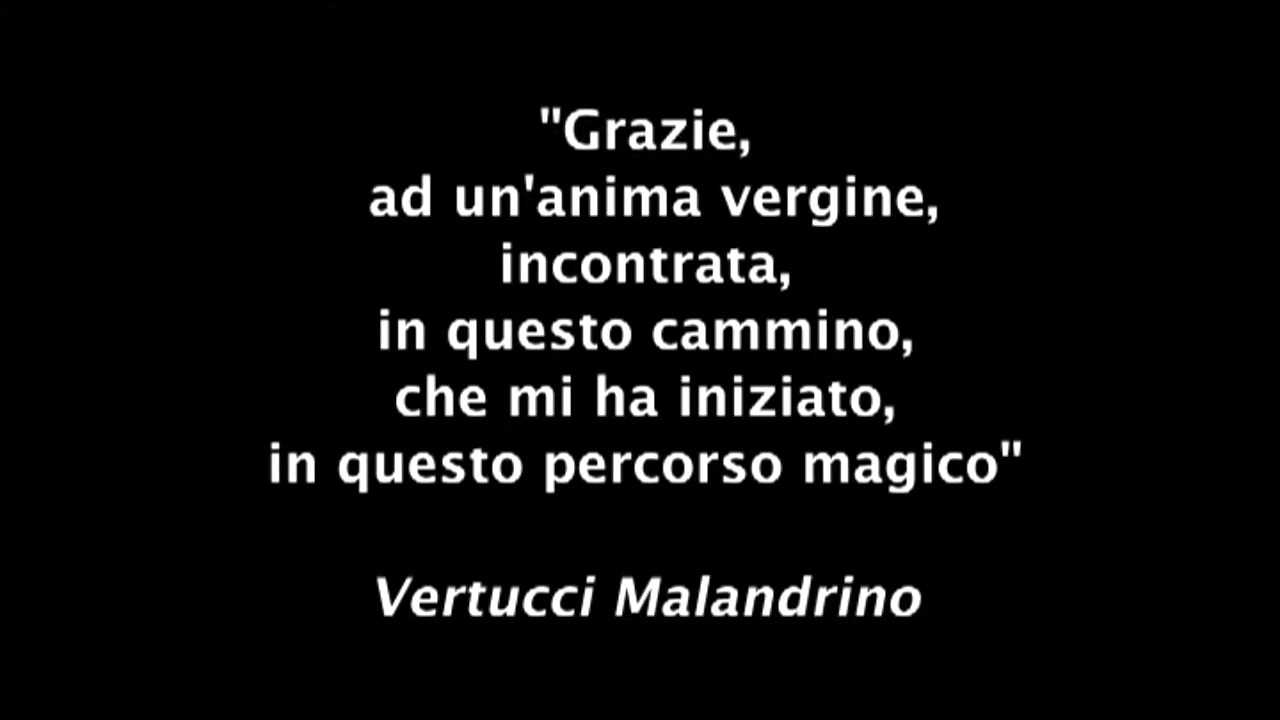 "Grazie,
ad un'anima vergine,
incontrata,
in questo cammino,
che mi ha iniziato,
in questo percorso magico"
Vertucci Malandrino